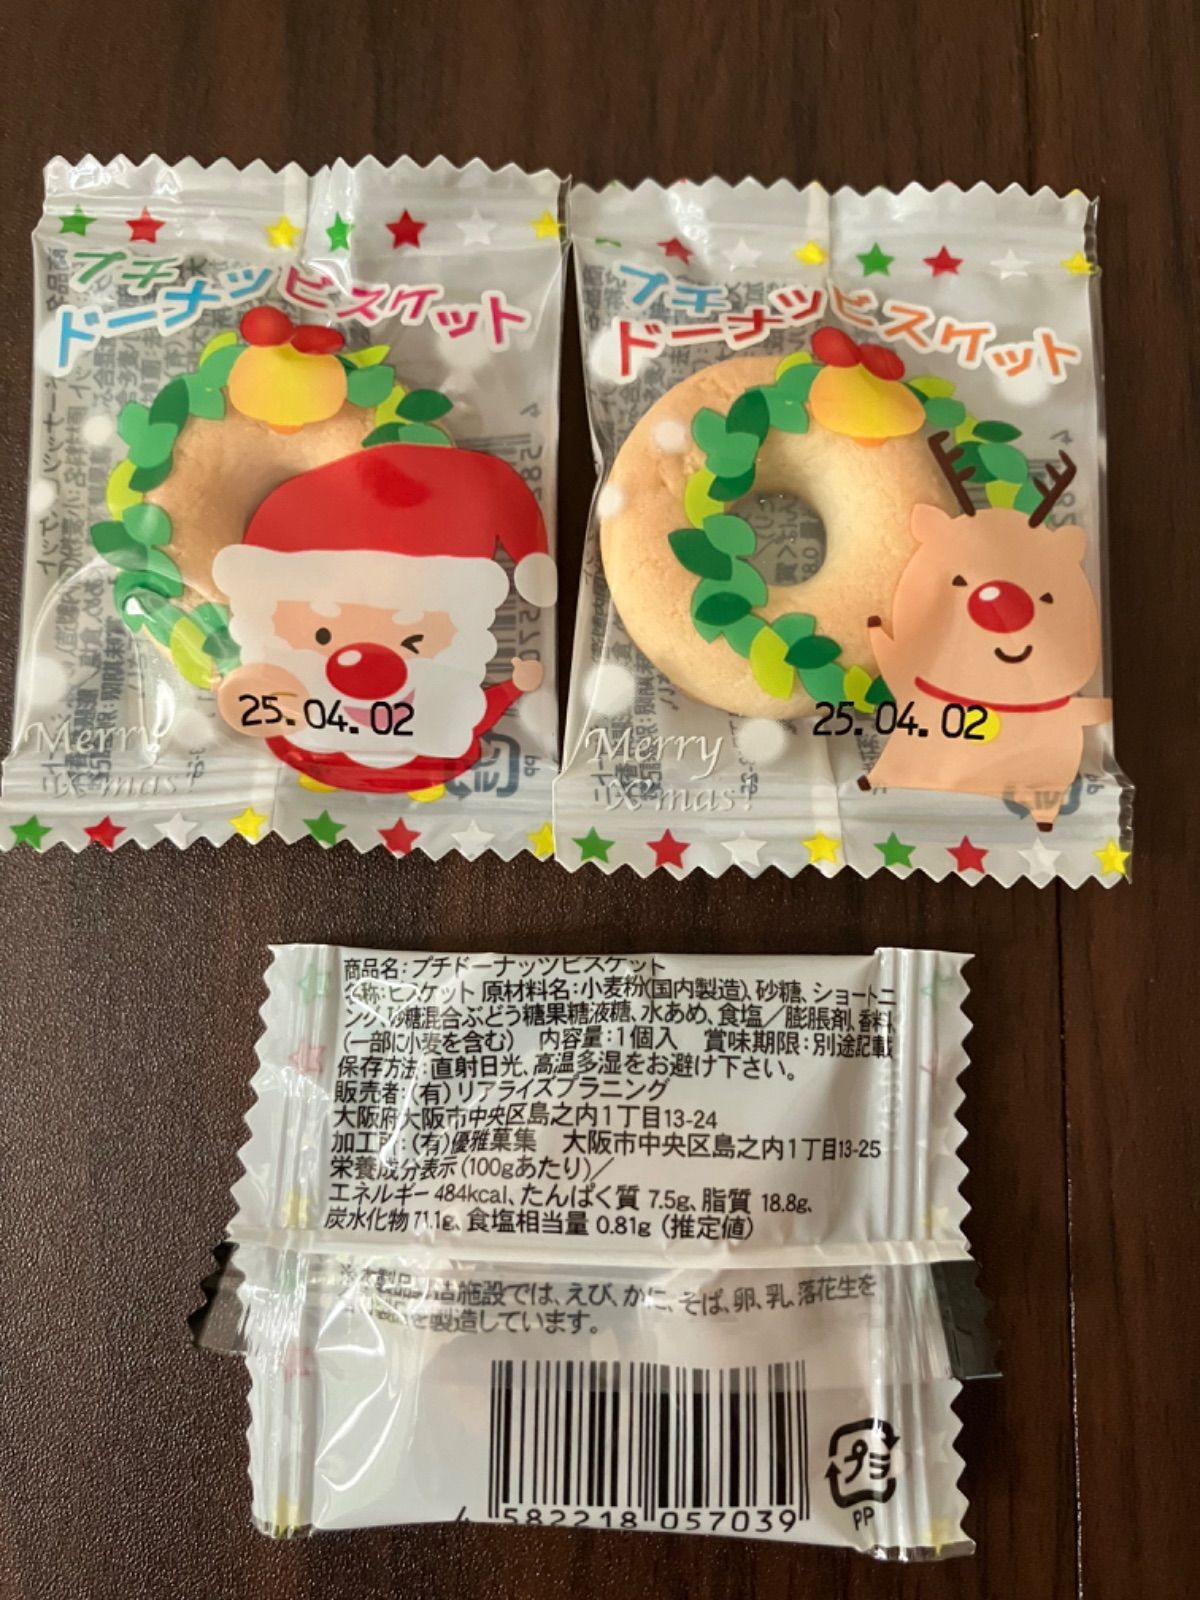 プチ
ドーナッツビスケット
25.04.02
Merry
X'mas!
プチ
ドーナッツビスケット
25.04.02
Merry
X'mas!
商品名:プチドーナッツビスケット
名称:ビスケット 原材料名:小麦粉(国内製造)、砂糖、ショートニ
ング、砂糖混合ぶどう糖果糖液糖、水あめ、食塩/膨脹剤、香料
(一部に小麦を含む) 内容量:1個入 賞味期限:別途記載
保存方法:直射日光、高温多湿をお避け下さい。
販売者:(有)リアライズプラニング
大阪府大阪市中央区島之内1丁目13-24
加工所:(有)優雅菓集 大阪市中央区島之内1丁目13-25
栄養成分表示(100gあたり)/
エネルギー484kcal、たんぱく質 7.5g、脂質 18.8g、
炭水化物 71.1g、食塩相当量 0.81g(推定値)
※本製品 施設では、えび、かに、そば、卵、乳、落花生を
を製造しています。
4 582218 057039
プラ
PP